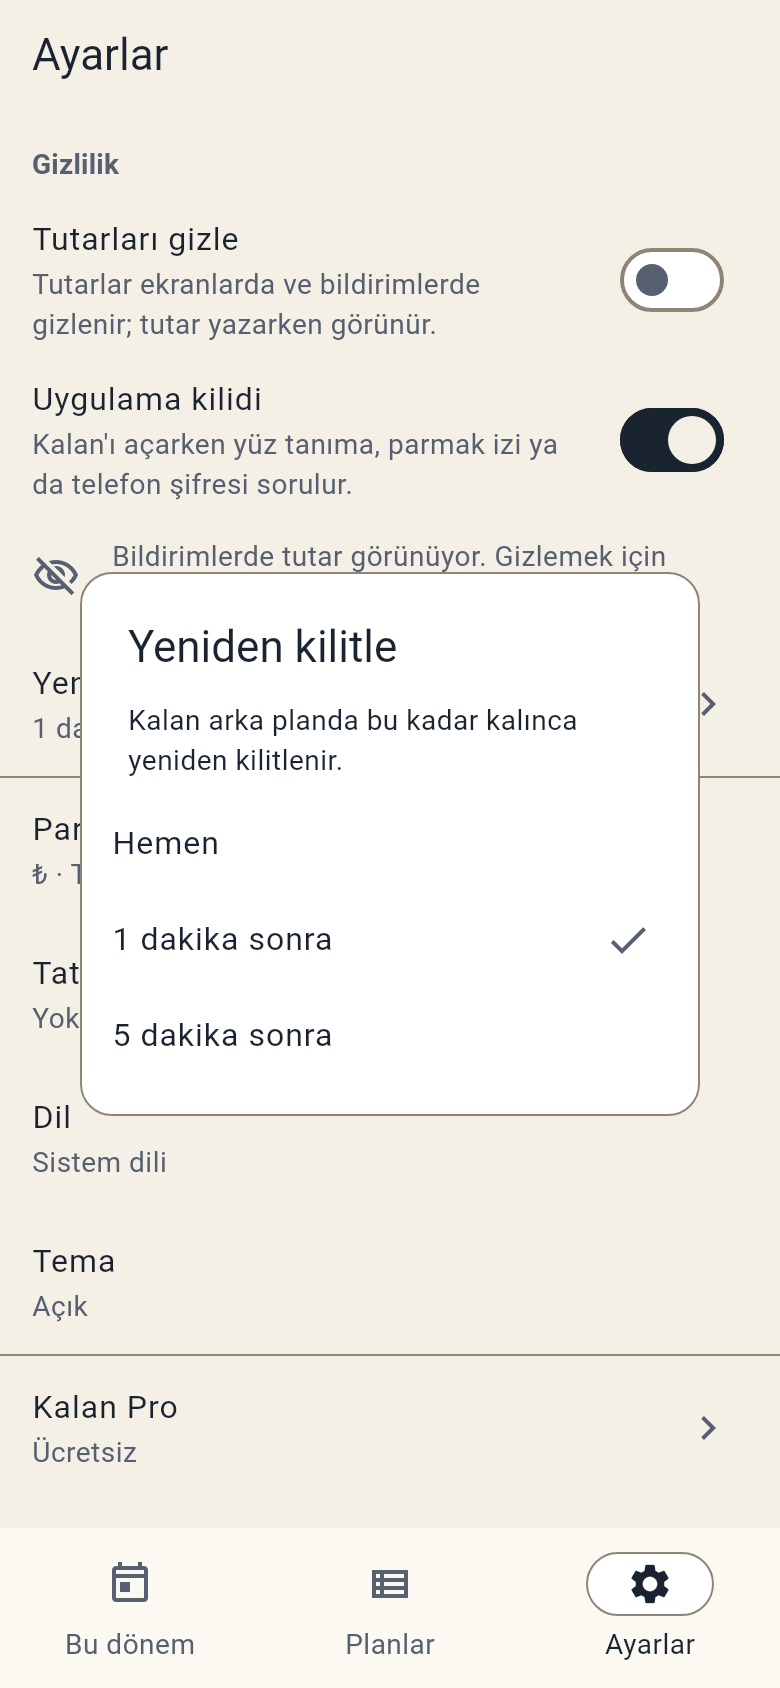 Ayarlar
Gizlilik
Tutarları gizle
Tutarlar ekranlarda ve bildirimlerde
gizlenir; tutar yazarken görünür.
Uygulama kilidi
Kalan'ı açarken yüz tanıma, parmak izi ya
da telefon şifresi sorulur.
Bildirimlerde tutar görünüyor. Gizlemek için
Yeniden kilitle
Kalan arka planda bu kadar kalınca
yeniden kilitlenir.
Hemen
1 dakika sonra
5 dakika sonra
Dil
Sistem dili
Tema
Açık
Kalan Pro
Ücretsiz
Bu dönem
Planlar
Ayarlar